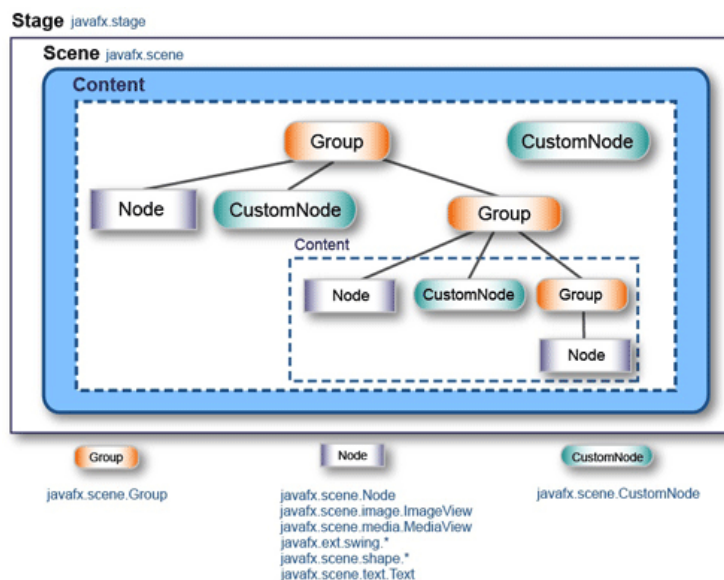 Stage javafx.stage
Scene javafx.scene
Content
Group
CustomNode
Node
CustomNode
Group
Content
Node
CustomNode
Group
Node
Group
Node
CustomNode
javafx.scene.Group
javafx.scene.Node
javafx.scene.CustomNode
javafx.scene.image.ImageView
javafx.scene.media.MediaView
javafx.ext.swing.*
javafx.scene.shape.*
javafx.scene.text.Text